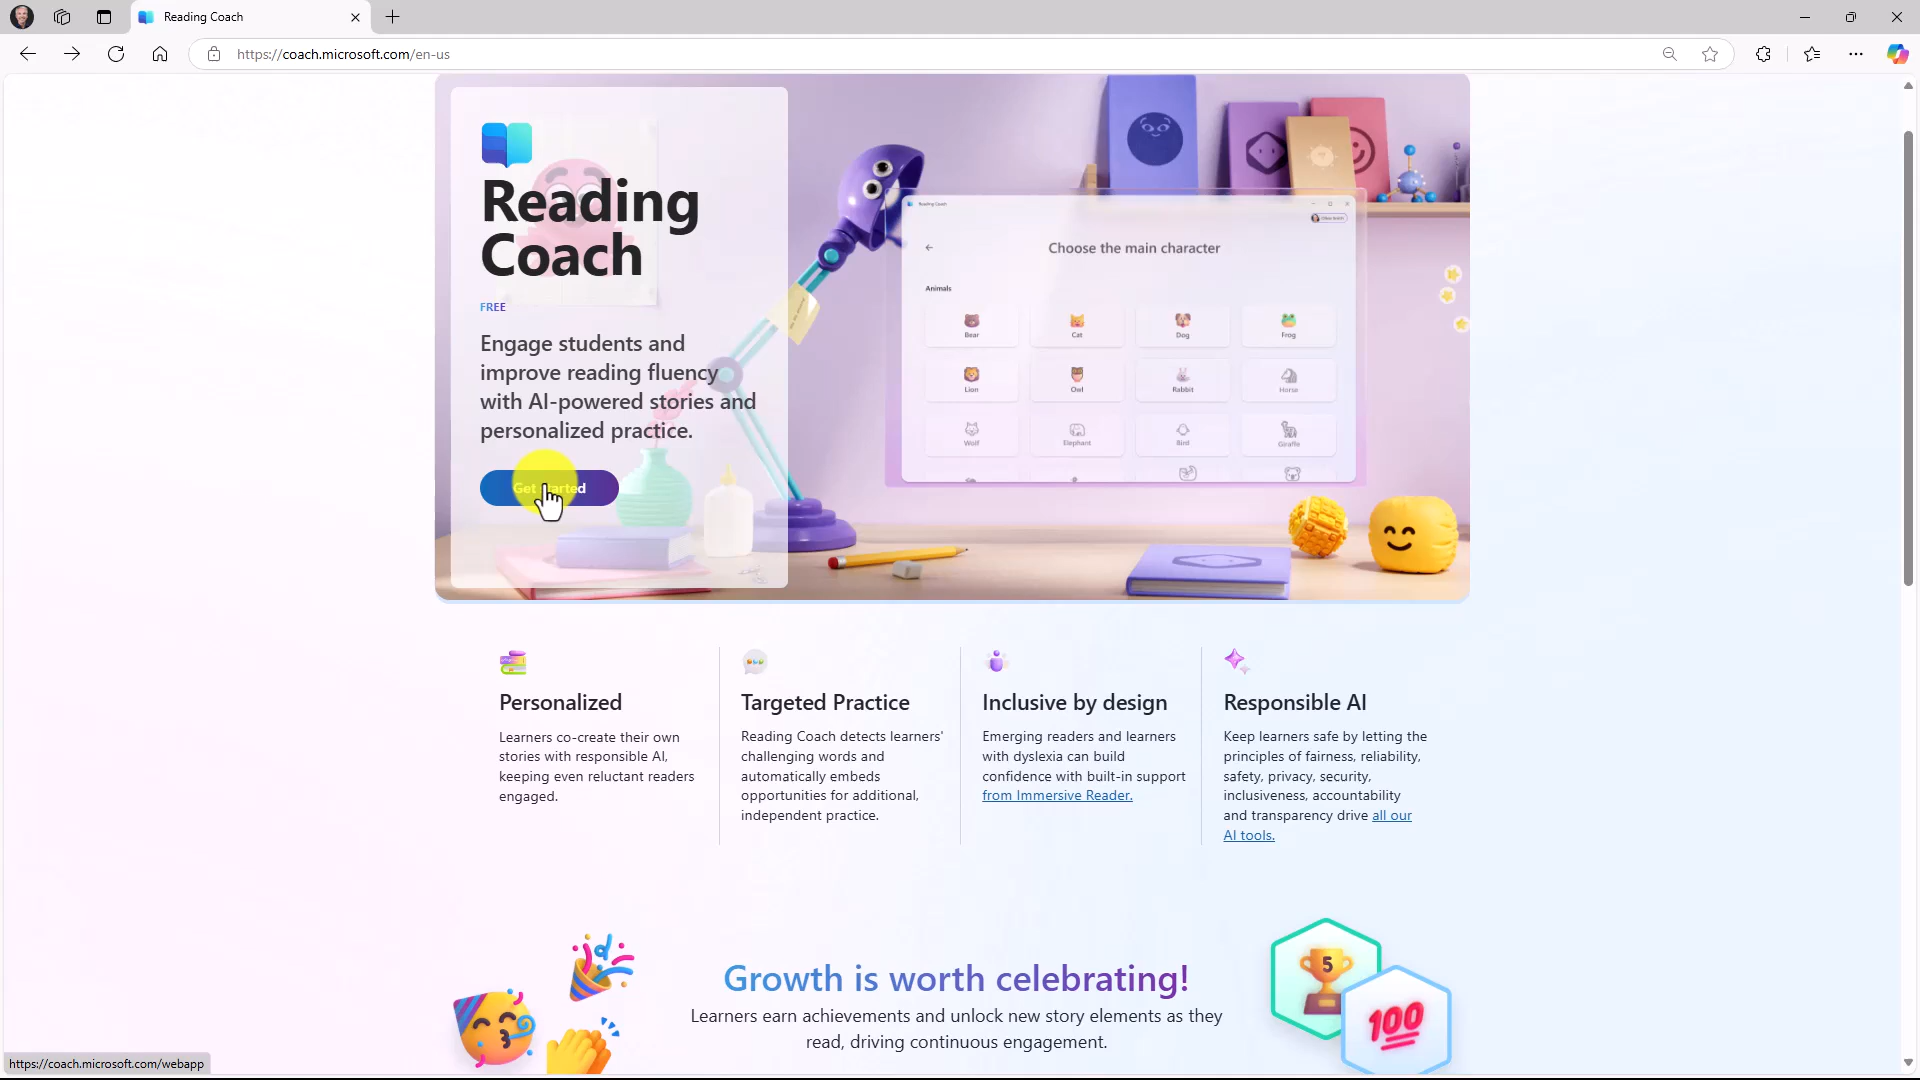 Reading Coach
https://coach.microsoft.com/en-us
Reading
Coach
FREE
Engage students and
improve reading fluency
with AI-powered stories and
personalized practice.
Get started
Reading Coach
Choose the main character
Animals
Bear
Cat
Dog
Frog
Lion
Owl
Rabbit
Horse
Wolf
Elephant
Bird
Giraffe
Personalized
Learners co-create their own
stories with responsible AI,
keeping even reluctant readers
engaged.
Targeted Practice
Reading Coach detects learners'
challenging words and
automatically embeds
opportunities for additional,
independent practice.
Inclusive by design
Emerging readers and learners
with dyslexia can build
confidence with built-in support
from Immersive Reader.
Responsible AI
Keep learners safe by letting the
principles of fairness, reliability,
safety, privacy, security,
inclusiveness, accountability
and transparency drive all our
AI tools.
Growth is worth celebrating!
Learners earn achievements and unlock new story elements as they
read, driving continuous engagement.
5
100
https://coach.microsoft.com/webapp